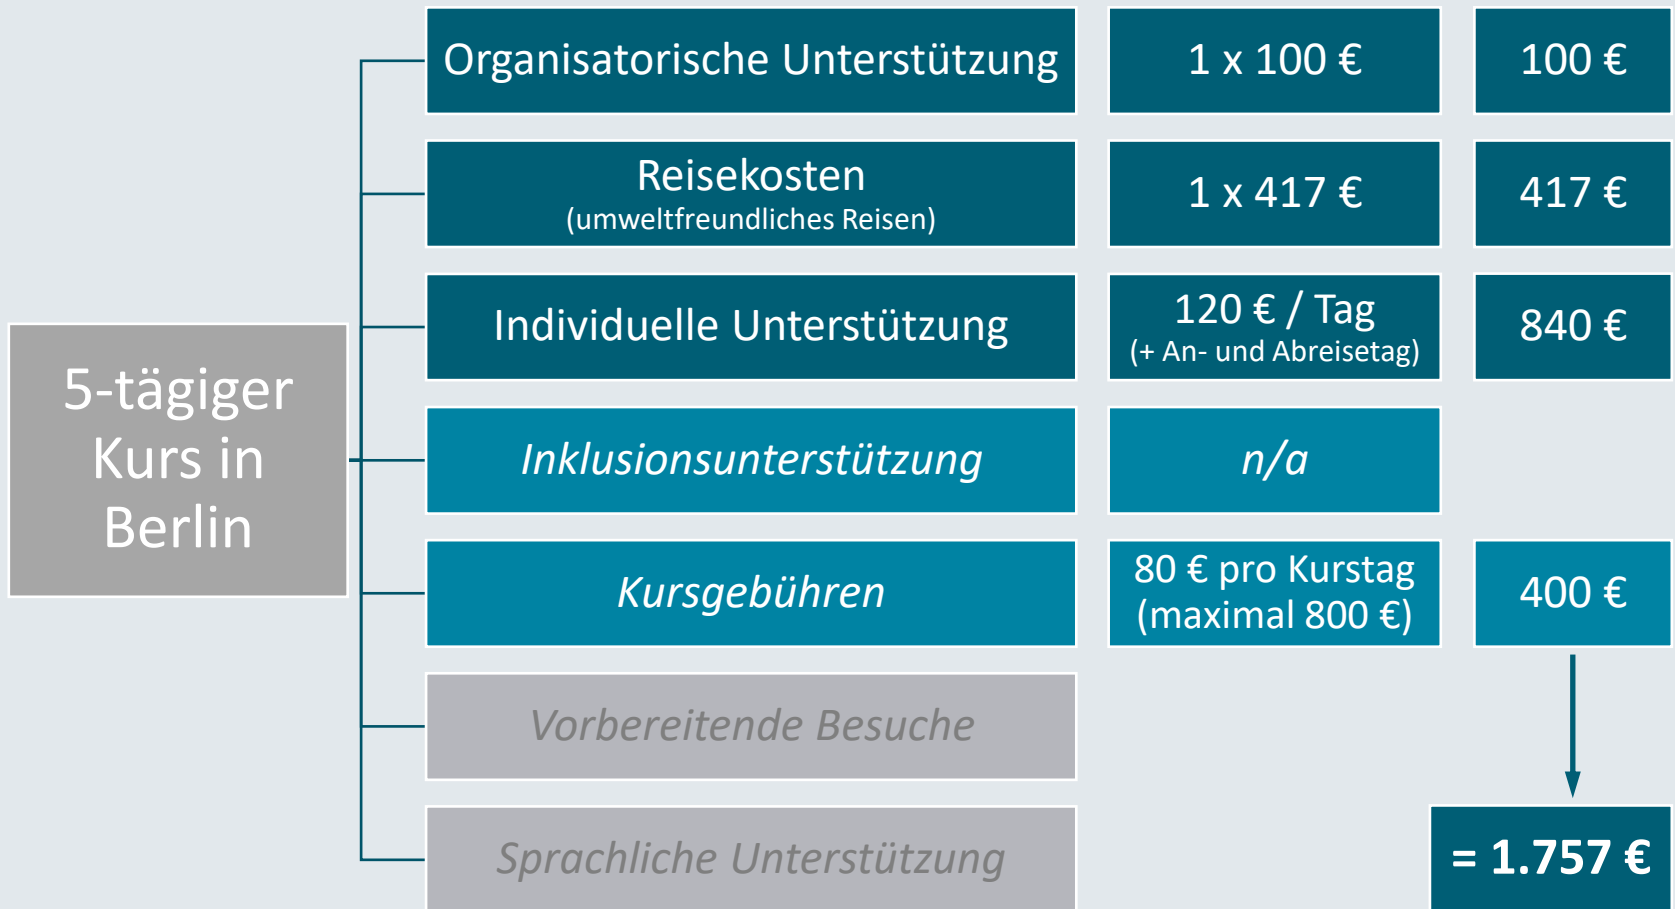 Organisatorische Unterstützung
1 x 100 €
100 €
Reisekosten
(umweltfreundliches Reisen)
1 x 417 €
417 €
Individuelle Unterstützung
120 € / Tag
(+ An- und Abreisetag)
840 €
5-tägiger
Kurs in
Berlin
Inklusionsunterstützung
n/a
Kursgebühren
80 € pro Kurstag
(maximal 800 €)
400 €
Vorbereitende Besuche
Sprachliche Unterstützung
= 1.757 €